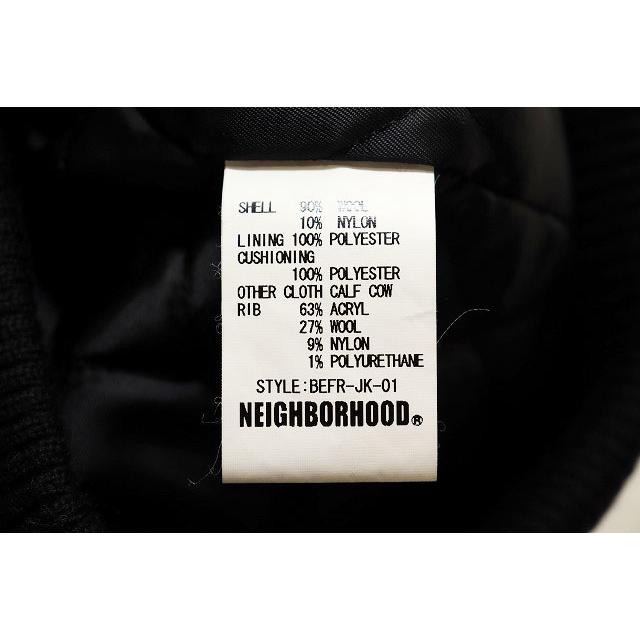 SHELL 90% WOOL
10% NYLON
LINING 100% POLYESTER
CUSHIONING
100% POLYESTER
OTHER CLOTH CALF COW
RIB 63% ACRYL
27% WOOL
9% NYLON
1% POLYURETHANE
STYLE:BEFR-JK-01
NEIGHBORHOOD®